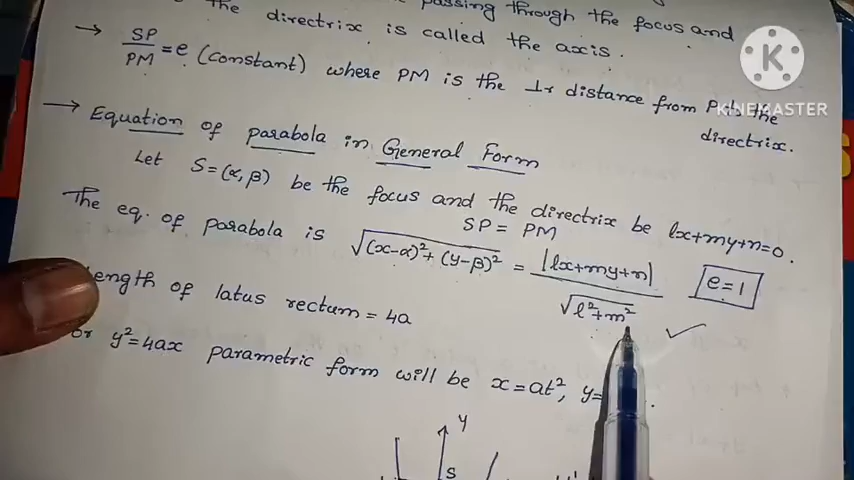 the directrix passing through the focus and
is called the axis.
→ SP/PM = e (constant) where PM is the ⊥r distance from P to the
directrix.
→ Equation of parabola in General Form
Let S=(α,β) be the focus and the directrix be lx+my+n=0.
SP = PM
The eq. of parabola is √((x-α)²+(y-β)²) = |lx+my+n| / √(l²+m²) e=1
Length of latus rectum = 4a
y²=4ax parametric form will be x=at², y=
y
S
K
KINEMASTER